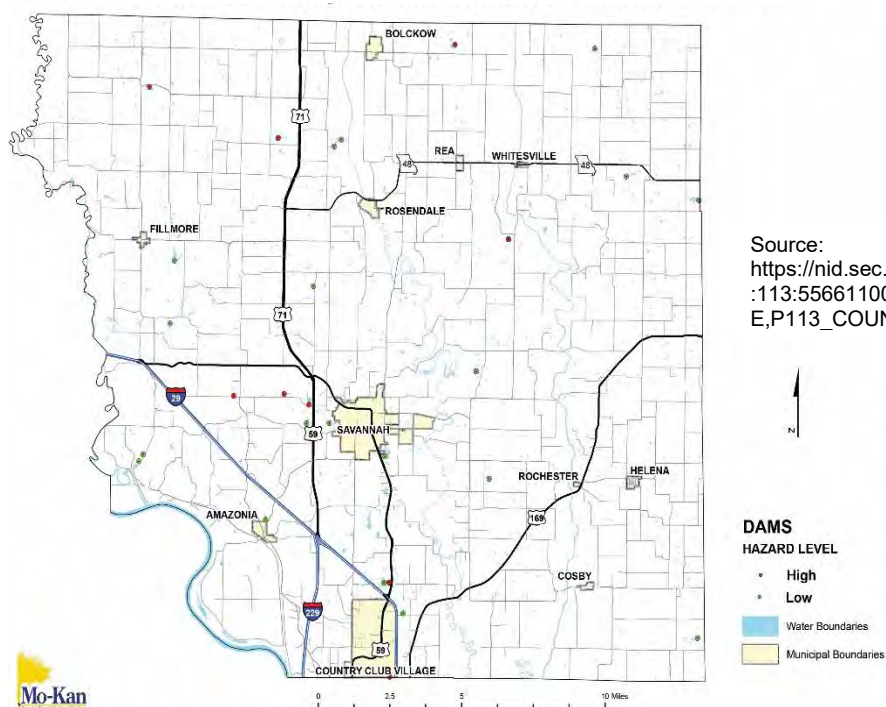 BOLCKOW
71
REA
WHITESVILLE
48
48
ROSENDALE
FILLMORE
Source:
https://nid.sec.
:113:55661100
E,P113_COUN
71
29
59
SAVANNAH
ROCHESTER
HELENA
N
AMAZONIA
169
DAMS
HAZARD LEVEL
High
Low
COSBY
229
59
Water Boundaries
Municipal Boundaries
COUNTRY CLUB VILLAGE
Mo-Kan
0 2.5 5 10 Miles